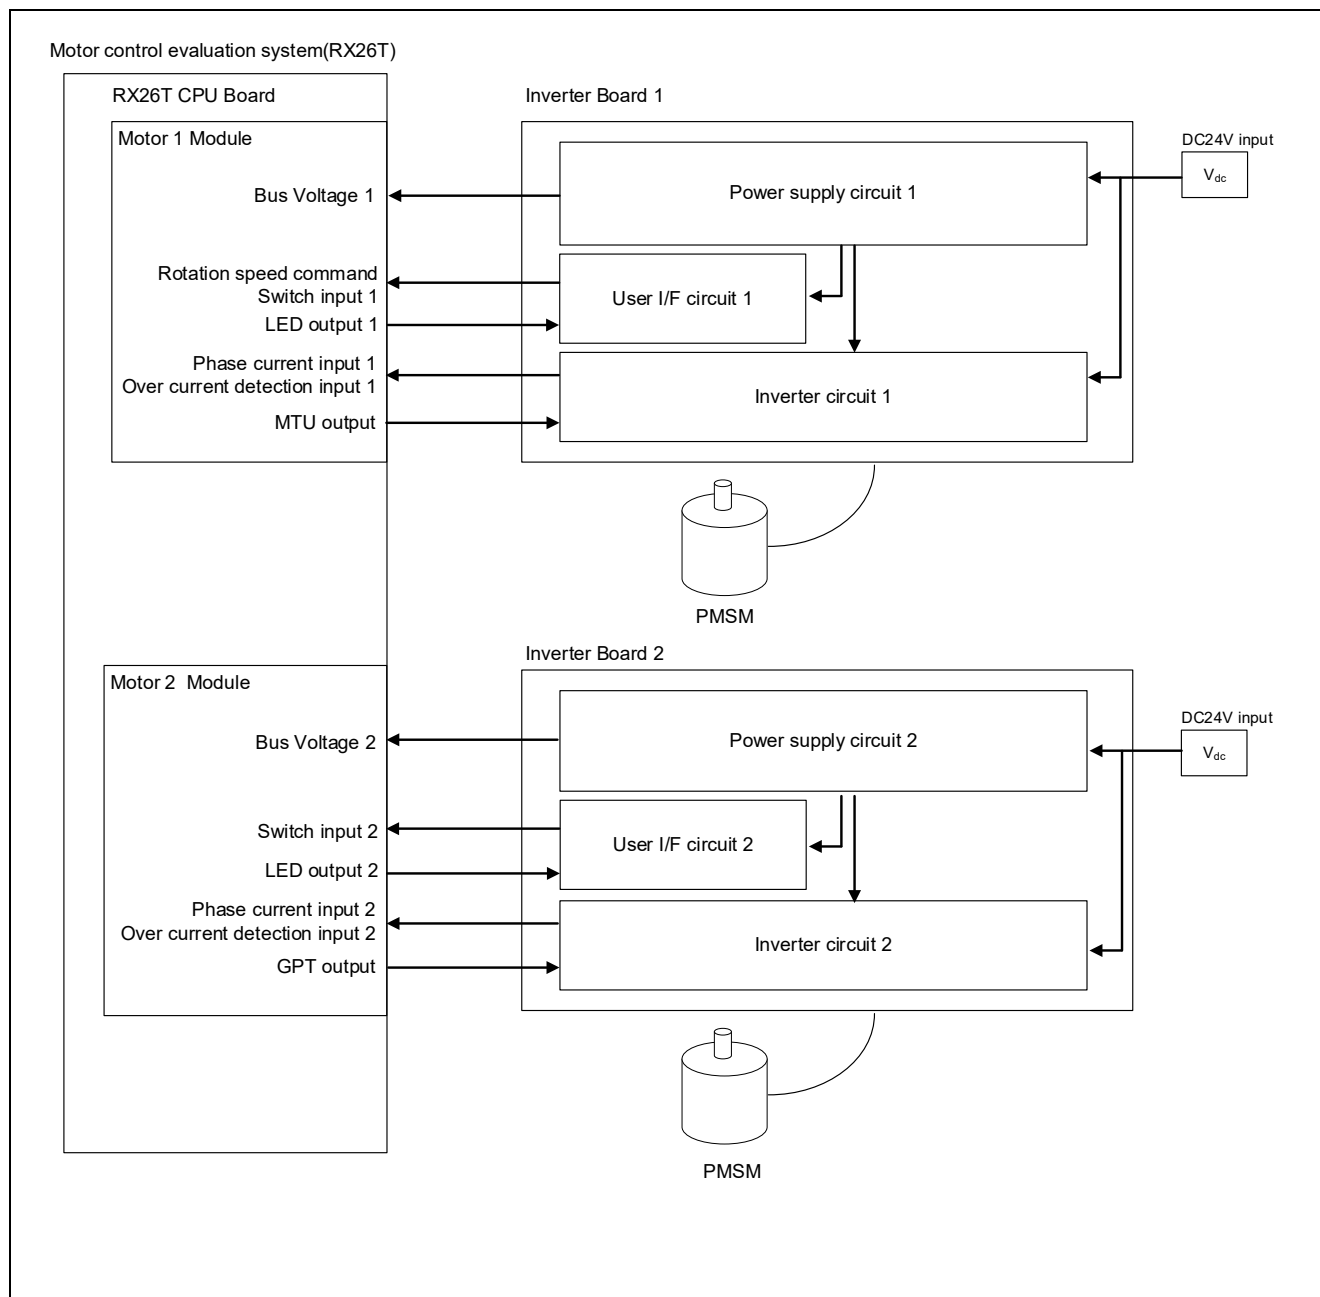 Motor control evaluation system(RX26T)
RX26T CPU Board
Inverter Board 1
Motor 1 Module
DC24V input
Vdc
Bus Voltage 1
Power supply circuit 1
Rotation speed command
Switch input 1
User I/F circuit 1
LED output 1
Phase current input 1
Over current detection input 1
Inverter circuit 1
MTU output
PMSM
Inverter Board 2
Motor 2 Module
DC24V input
Vdc
Bus Voltage 2
Power supply circuit 2
Switch input 2
User I/F circuit 2
LED output 2
Phase current input 2
Over current detection input 2
Inverter circuit 2
GPT output
PMSM